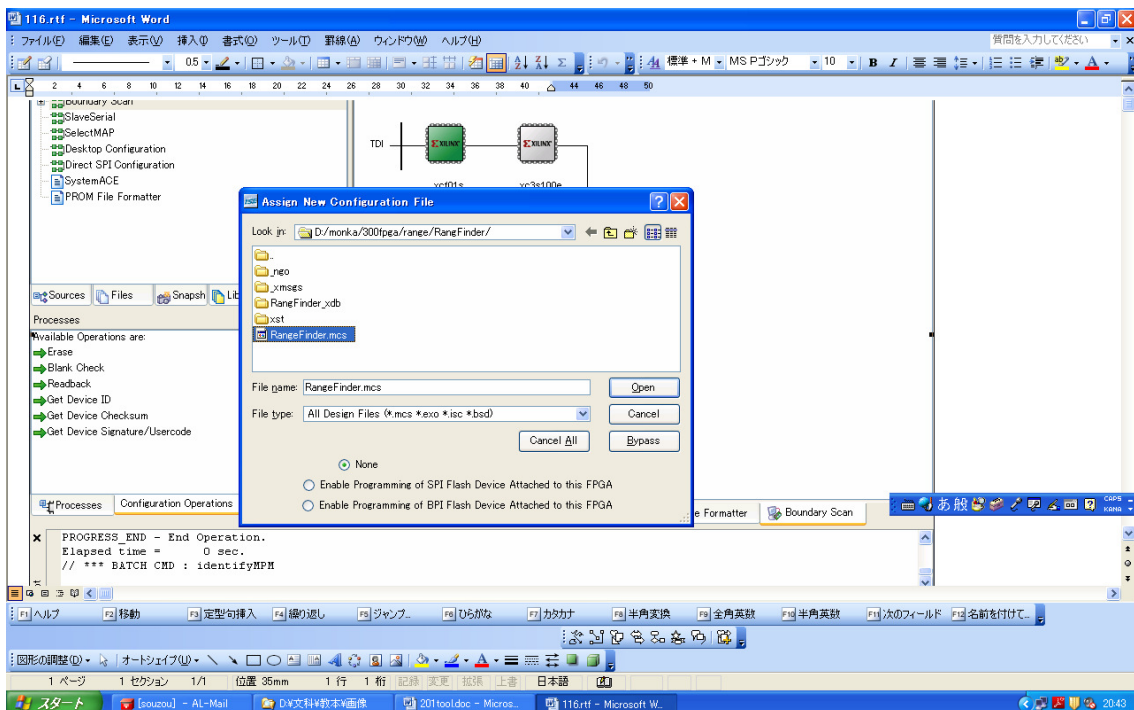 116.rtf - Microsoft Word
ファイル(F) 編集(E) 表示(V) 挿入(I) 書式(O) ツール(T) 罫線(A) ウィンドウ(W) ヘルプ(H) 質問を入力してください
0.5 標準 + M MS Pゴシック 10 B I A
L 2 4 6 8 10 12 14 16 18 20 22 24 26 28 30 32 34 36 38 40 44 46 48 50
Boundary Scan
SlaveSerial
SelectMAP
Desktop Configuration
Direct SPI Configuration
SystemACE
PROM File Formatter
TDI XILINX XILINX
xcf01s xc3s100e
Assign New Configuration File
Look in: D:/monka/300fpga/range/RangFinder/
..
_ngo
_xmsgs
RangFinder_xdb
xst
RangeFinder.mcs
File name: RangeFinder.mcs Open
File type: All Design Files (*.mcs *exo *.isc *.bsd) Cancel
Cancel All Bypass
None
Enable Programming of SPI Flash Device Attached to this FPGA
Enable Programming of BPI Flash Device Attached to this FPGA
Sources Files Snapsh Lib
Processes
Available Operations are:
Erase
Blank Check
Readback
Get Device ID
Get Device Checksum
Get Device Signature/Usercode
Processes Configuration Operations e Formatter Boundary Scan
あ 般 CAPS KANA
PROGRESS_END - End Operation.
Elapsed time = 0 sec.
// *** BATCH CMD : identifyMPM
F1 ヘルプ F2 移動 F3 定型句挿入 F4 繰り返し F5 ジャンプ... F6 ひらがな F7 カタカナ F8 半角変換 F9 全角英数 F10 半角英数 F11 次のフィールド F12 名前を付けて...
図形の調整(D) オートシェイプ(U) A
1 ページ 1 セクション 1/1 位置 35mm 1 行 1 桁 記録 変更 拡張 上書 日本語
スタート [souzou] - AL-Mail D:¥文科¥教本¥画像 201tool.doc - Micros... 116.rtf - Microsoft W... 20:43